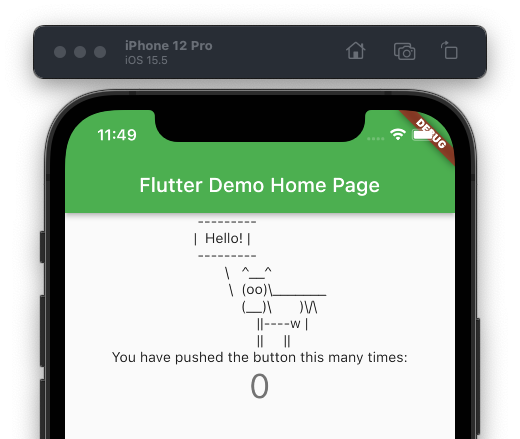 iPhone 12 Pro
iOS 15.5
11:49
DEBUG
Flutter Demo Home Page
---------
| Hello! |
---------
\   ^__^
 \  (oo)\_______
    (__)\       )\/\
        ||----w |
        ||     ||
You have pushed the button this many times:
0